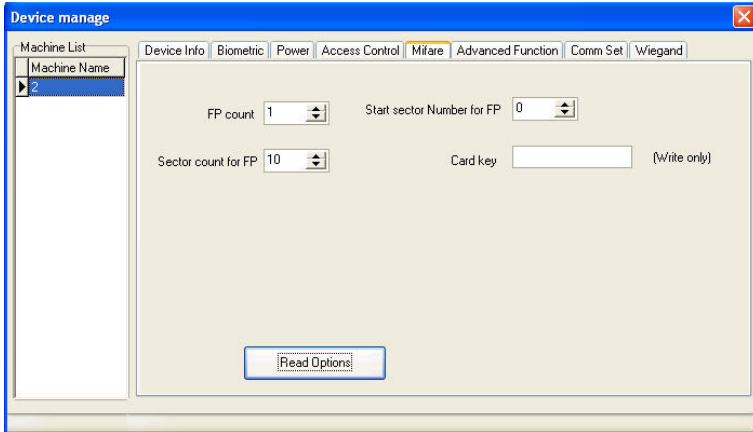 Device manage
Machine List
Machine Name
2
Device Info Biometric Power Access Control Mifare Advanced Function Comm Set Wiegand
FP count 1 Start sector Number for FP 0
Sector count for FP 10 Card key (Write only)
Read Options